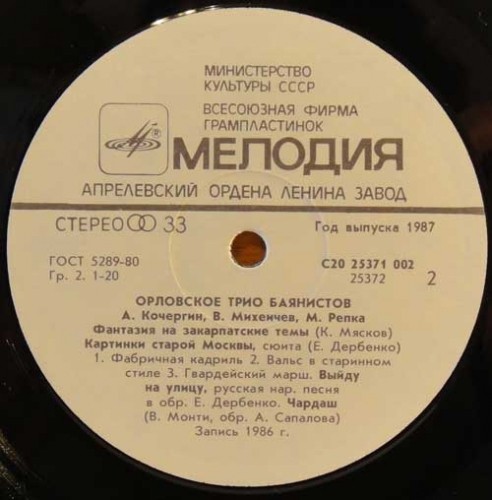 МИНИСТЕРСТВО
КУЛЬТУРЫ СССР
ВСЕСОЮЗНАЯ ФИРМА
ГРАМПЛАСТИНОК
МЕЛОДИЯ
АПРЕЛЕВСКИЙ ОРДЕНА ЛЕНИНА ЗАВОД
СТЕРЕО 33 Год выпуска 1987
ГОСТ 5289-80 С20 25371 002
Гр. 2. 1-20 25372 2
ОРЛОВСКОЕ ТРИО БАЯНИСТОВ
А. Кочергин, В. Михеичев, М. Репка
Фантазия на закарпатские темы (К. Мясков)
Картинки старой Москвы, сюита (Е. Дербенко)
1. Фабричная кадриль 2. Вальс в старинном
стиле 3. Гвардейский марш. Выйду
на улицу, русская нар. песня
в обр. Е. Дербенко. Чардаш
(В. Монти, обр. А. Сапалова)
Запись 1986 г.